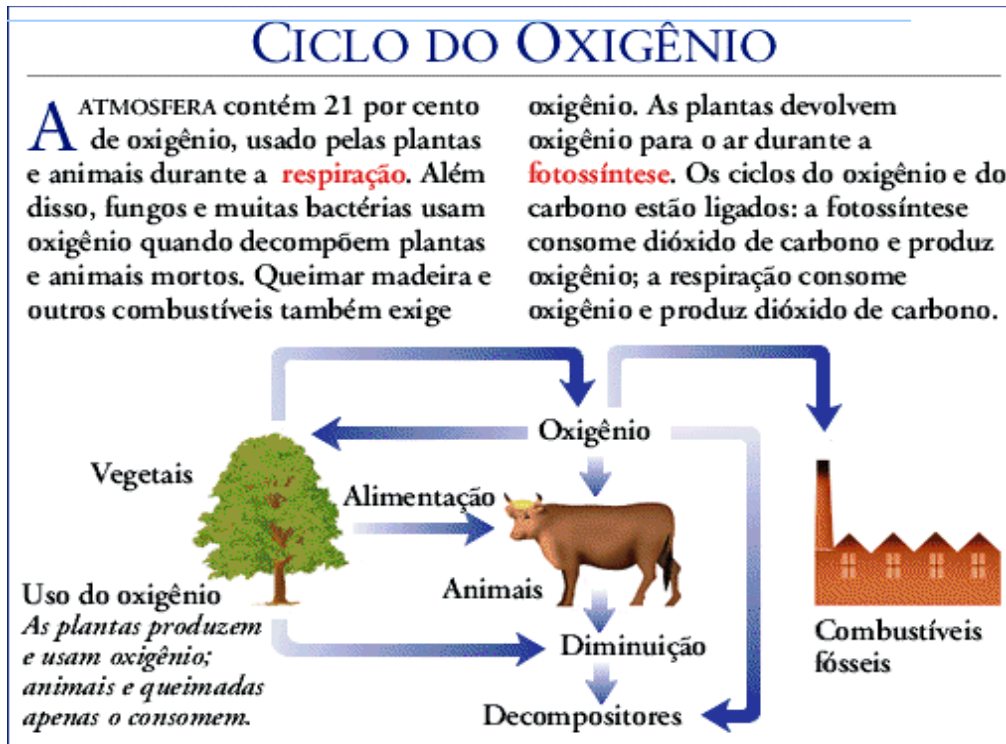 CICLO DO OXIGÊNIO
A ATMOSFERA contém 21 por cento
de oxigênio, usado pelas plantas
e animais durante a respiração. Além
disso, fungos e muitas bactérias usam
oxigênio quando decompõem plantas
e animais mortos. Queimar madeira e
outros combustíveis também exige
oxigênio. As plantas devolvem
oxigênio para o ar durante a
fotossíntese. Os ciclos do oxigênio e do
carbono estão ligados: a fotossíntese
consome dióxido de carbono e produz
oxigênio; a respiração consome
oxigênio e produz dióxido de carbono.
Oxigênio
Vegetais
Alimentação
Animais
Uso do oxigênio
As plantas produzem
e usam oxigênio;
animais e queimadas
apenas o consomem.
Diminuição
Decompositores
Combustíveis
fósseis